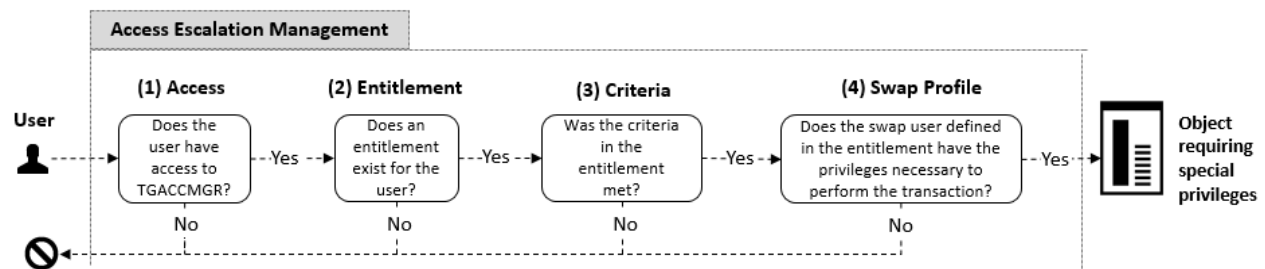 Access Escalation Management
(1) Access
(2) Entitlement
(3) Criteria
(4) Swap Profile
User
Does the
user have
access to
TGACCMGR?
Yes
Does an
entitlement
exist for the
user?
Yes
Was the criteria
in the
entitlement
met?
Yes
Does the swap user defined
in the entitlement have the
privileges necessary to
perform the transaction?
Yes
Object
requiring
special
privileges
No
No
No
No